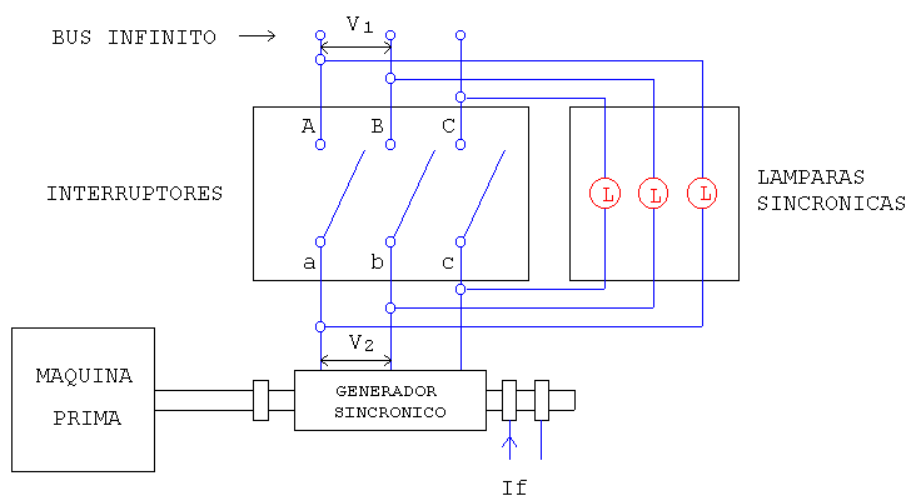 BUS INFINITO
V1
A B C
INTERRUPTORES
L L L
LAMPARAS
SINCRONICAS
a b c
V2
MAQUINA
PRIMA
GENERADOR
SINCRONICO
If